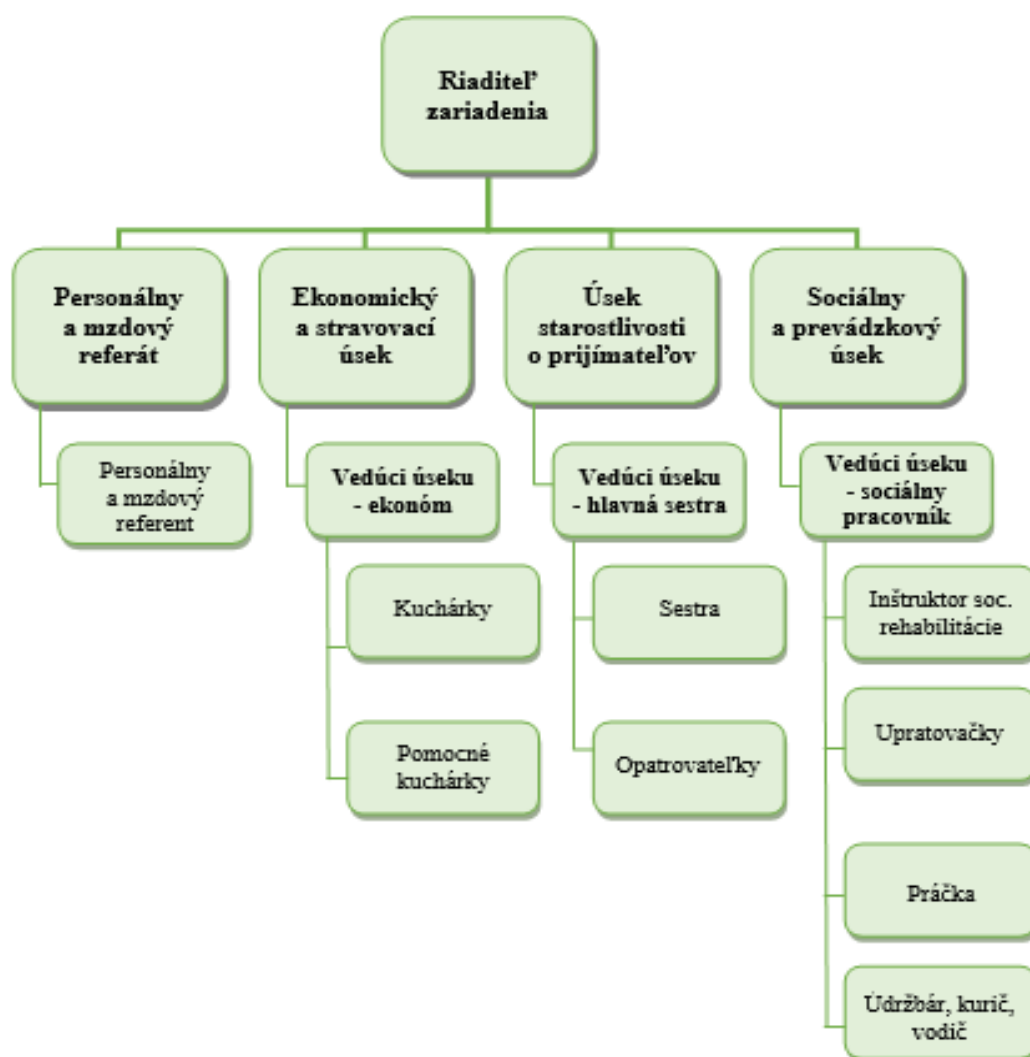 Riaditeľ
zariadenia
Personálny
a mzdový
referát
Ekonomický
a stravovací
úsek
Úsek
starostlivosti
o prijímateľov
Sociálny
a prevádzkový
úsek
Personálny
a mzdový
referent
Vedúci úseku
- ekonóm
Vedúci úseku
- hlavná sestra
Vedúci úseku
- sociálny
pracovník
Kuchárky
Sestra
Inštruktor soc.
rehabilitácie
Pomocné
kuchárky
Opatrovateľky
Upratovačky
Práčka
Údržbár, kurič,
vodič